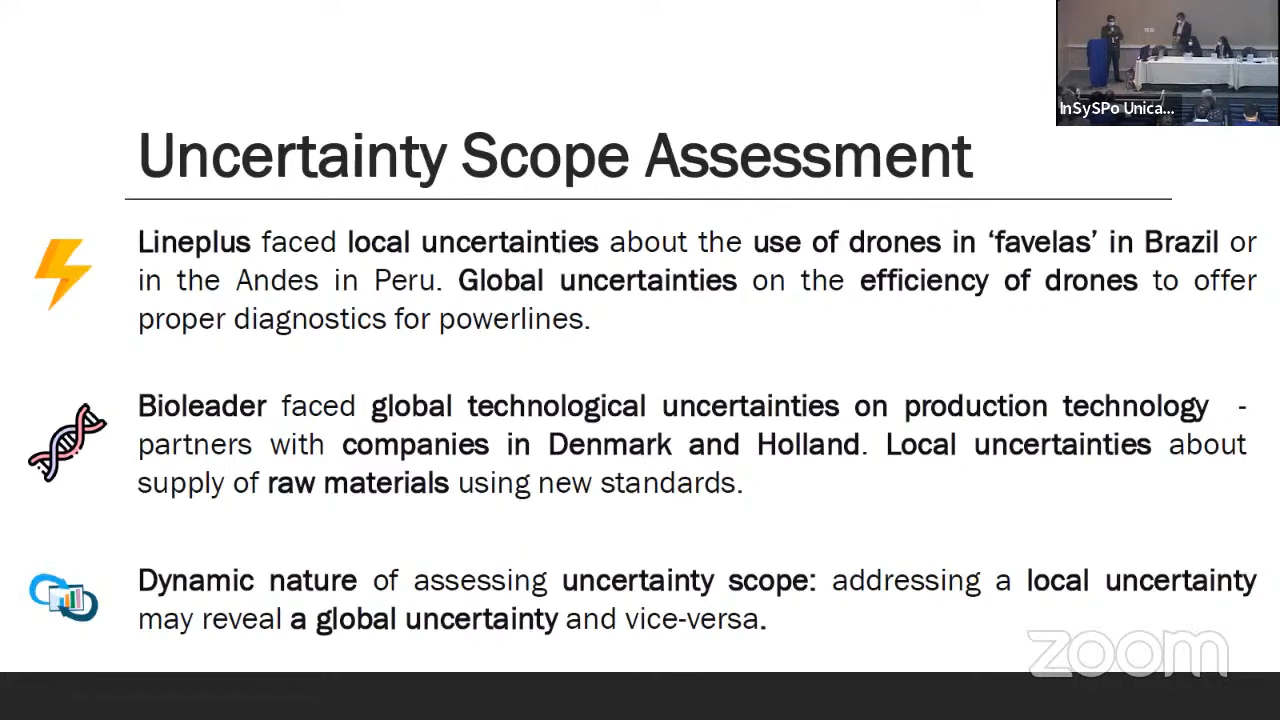 InSySPo Unica...
Uncertainty Scope Assessment
Lineplus faced local uncertainties about the use of drones in ‘favelas’ in Brazil or
in the Andes in Peru. Global uncertainties on the efficiency of drones to offer
proper diagnostics for powerlines.
Bioleader faced global technological uncertainties on production technology -
partners with companies in Denmark and Holland. Local uncertainties about
supply of raw materials using new standards.
Dynamic nature of assessing uncertainty scope: addressing a local uncertainty
may reveal a global uncertainty and vice-versa.
zoom